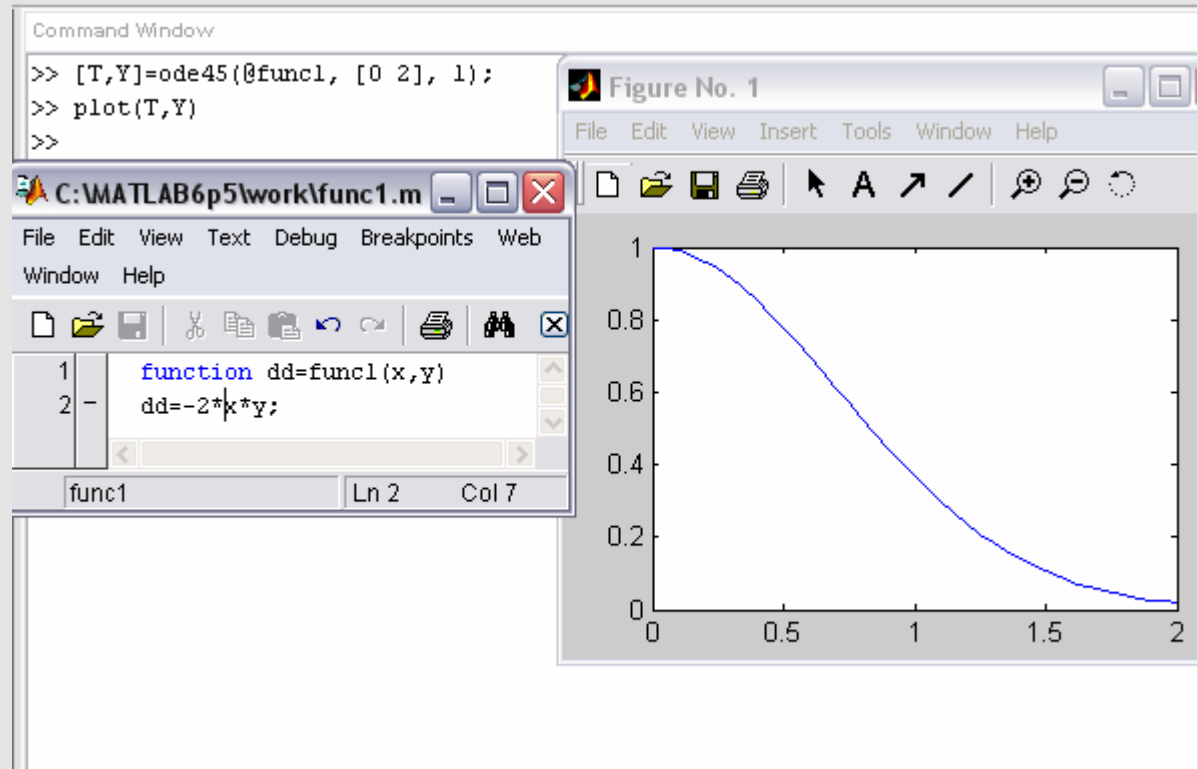 Command Window
>> [T,Y]=ode45(@func1, [0 2], 1);
>> plot(T,Y)
>>
C:\MATLAB6p5\work\func1.m
File Edit View Text Debug Breakpoints Web
Window Help
1 function dd=func1(x,y)
2 - dd=-2*x*y;
func1 Ln 2 Col 7
Figure No. 1
File Edit View Insert Tools Window Help
1
0.8
0.6
0.4
0.2
0
0 0.5 1 1.5 2